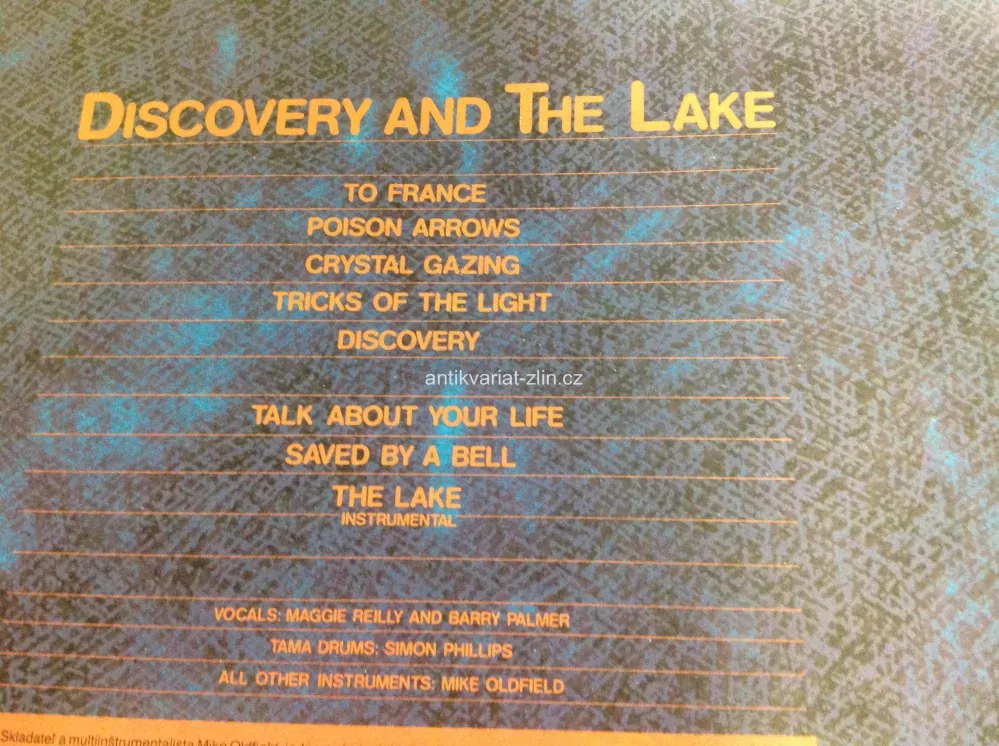 DISCOVERY AND THE LAKE
TO FRANCE
POISON ARROWS
CRYSTAL GAZING
TRICKS OF THE LIGHT
DISCOVERY
antikvariat-zlin.cz
TALK ABOUT YOUR LIFE
SAVED BY A BELL
THE LAKE
INSTRUMENTAL
VOCALS: MAGGIE REILLY AND BARRY PALMER
TAMA DRUMS: SIMON PHILLIPS
ALL OTHER INSTRUMENTS: MIKE OLDFIELD
Skladateľ a multiinštrumentalista Mike Oldfield